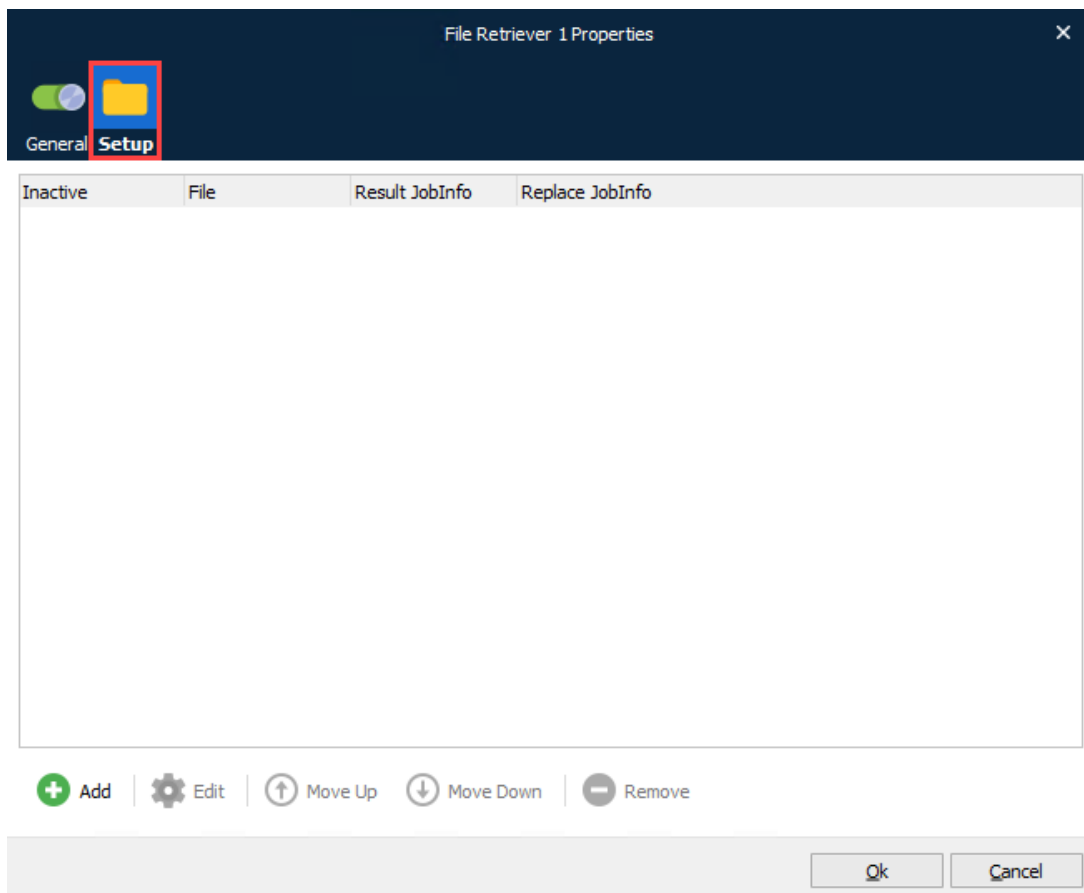 File Retriever 1 Properties
General Setup
Inactive File Result JobInfo Replace JobInfo
Add Edit Move Up Move Down Remove
Ok Cancel